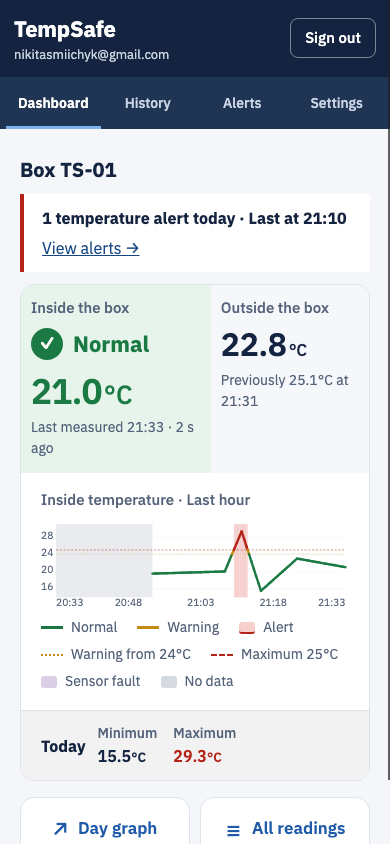 TempSafe
nikitasmiichyk@gmail.com
Sign out
Dashboard
History
Alerts
Settings
Box TS-01
1 temperature alert today · Last at 21:10
View alerts →
Inside the box
Normal
21.0°C
Last measured 21:33 · 2 s
ago
Outside the box
22.8°C
Previously 25.1°C at
21:31
Inside temperature · Last hour
28
24
20
16
20:33 20:48 21:03 21:18 21:33
Normal Warning Alert
Warning from 24°C Maximum 25°C
Sensor fault No data
Today
Minimum
15.5°C
Maximum
29.3°C
Day graph
All readings